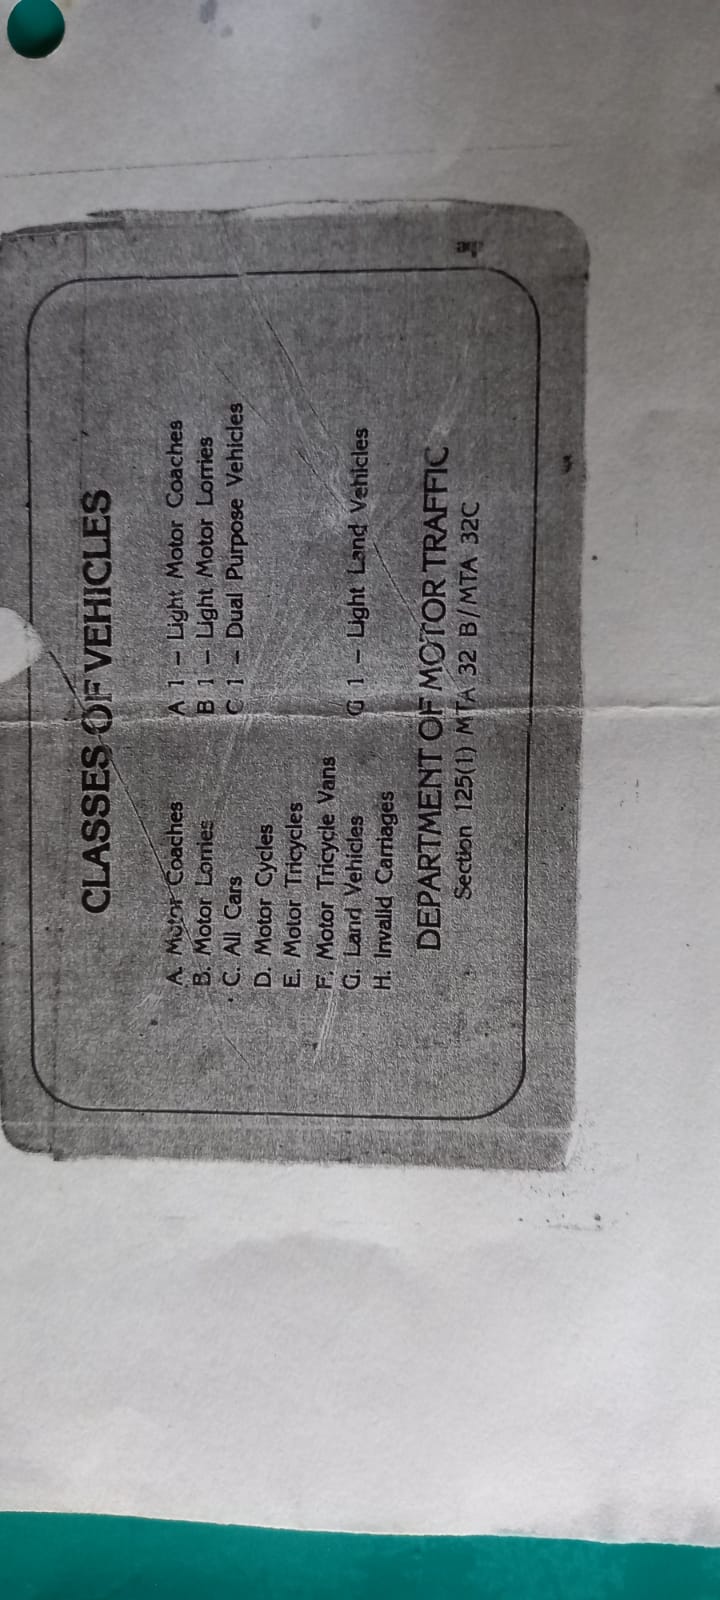 CLASSES OF VEHICLES
A. Motor Coaches A 1 – Light Motor Coaches
B. Motor Lorries B 1 – Light Motor Lorries
C. All Cars C 1 – Dual Purpose Vehicles
D. Motor Cycles
E. Motor Tricycles
F. Motor Tricycle Vans
G. Land Vehicles G 1 – Light Land Vehicles
H. Invalid Carriages
DEPARTMENT OF MOTOR TRAFFIC
Section 125(1) MTA 32 B/MTA 32C